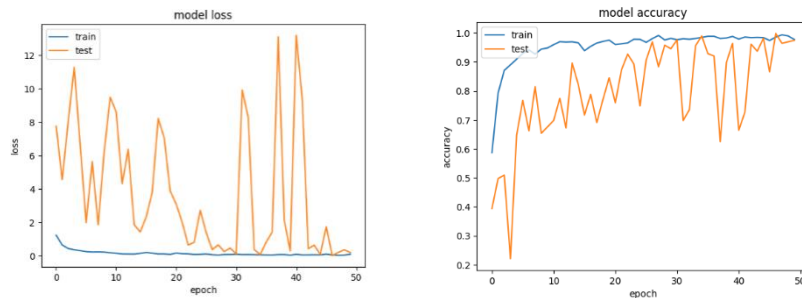 model loss
train
test
12
10
8
6
4
2
0
loss
0 10 20 30 40 50
epoch
model accuracy
train
test
1.0
0.9
0.8
0.7
0.6
0.5
0.4
0.3
0.2
accuracy
0 10 20 30 40 50
epoch